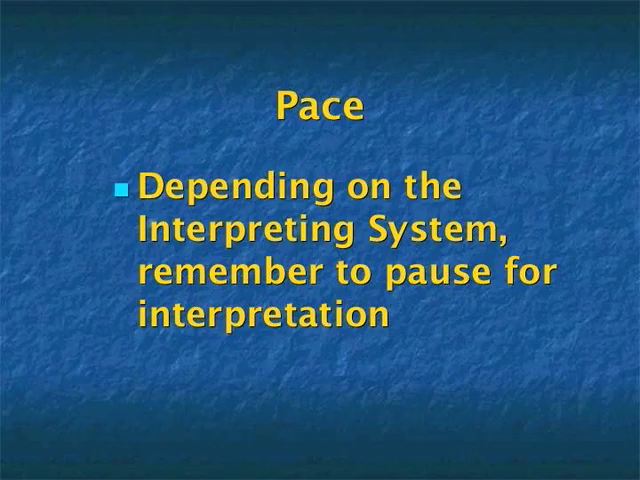 Pace
Depending on the
Interpreting System,
remember to pause for
interpretation